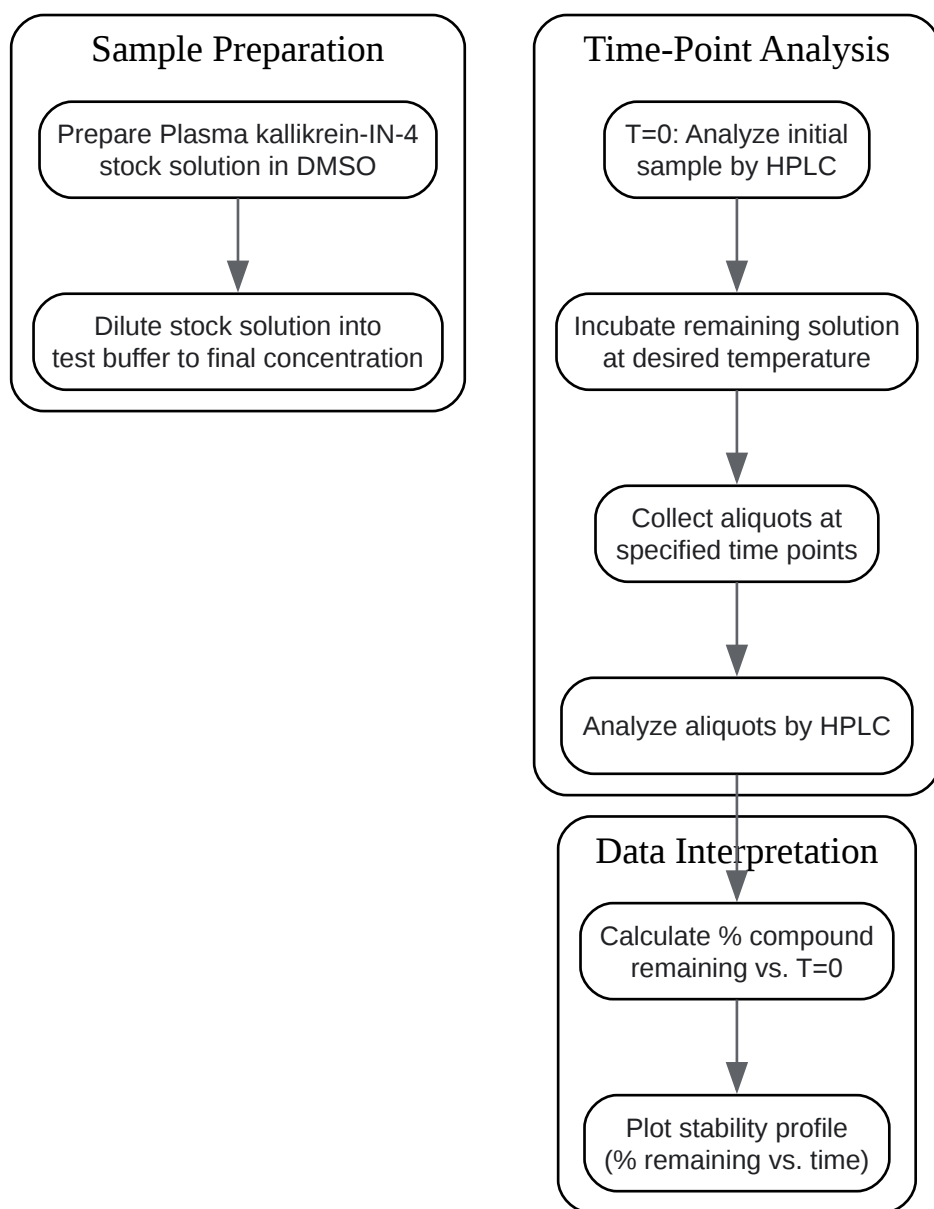 Sample Preparation
Prepare Plasma kallikrein-IN-4
stock solution in DMSO
Dilute stock solution into
test buffer to final concentration
Time-Point Analysis
T=0: Analyze initial
sample by HPLC
Incubate remaining solution
at desired temperature
Collect aliquots at
specified time points
Analyze aliquots by HPLC
Data Interpretation
Calculate % compound
remaining vs. T=0
Plot stability profile
(% remaining vs. time)